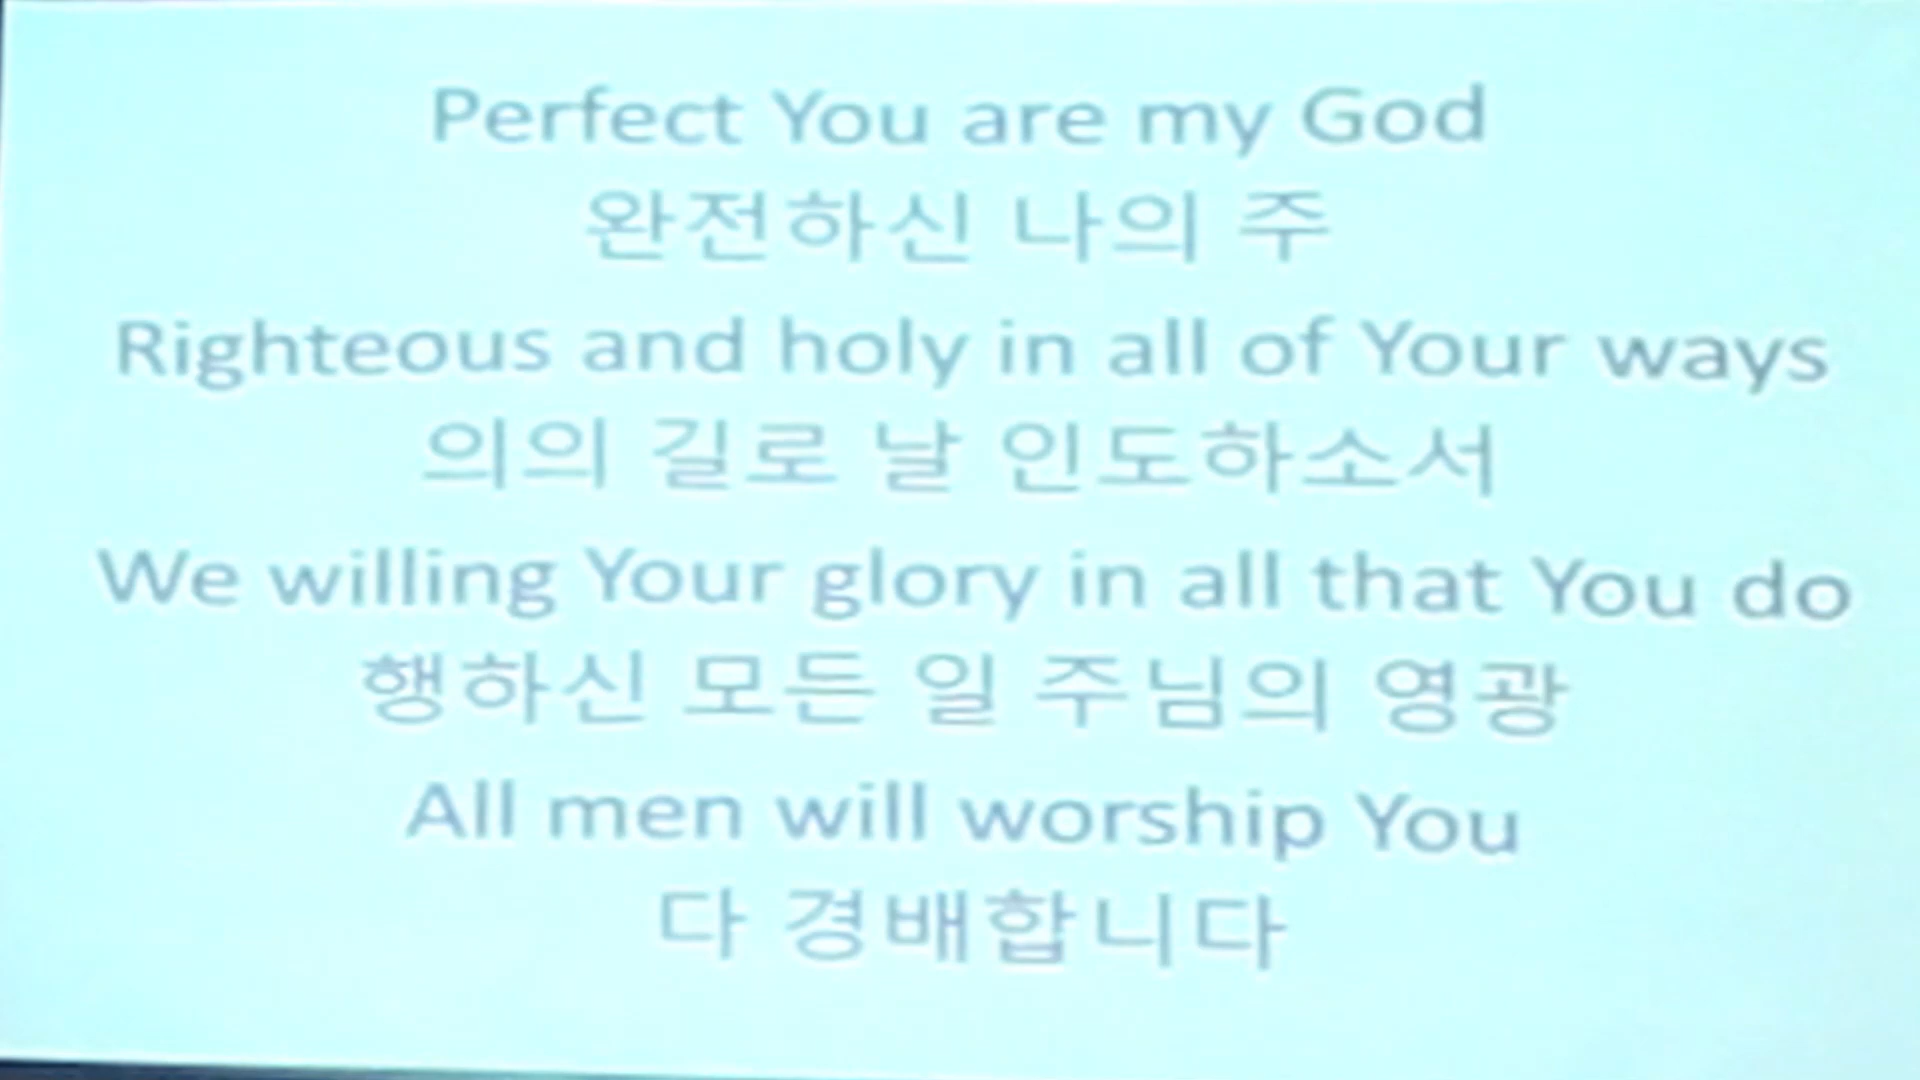 Perfect You are my God
완전하신 나의 주
Righteous and holy in all of Your ways
의의 길로 날 인도하소서
We willing Your glory in all that You do
행하신 모든 일 주님의 영광
All men will worship You
다 경배합니다